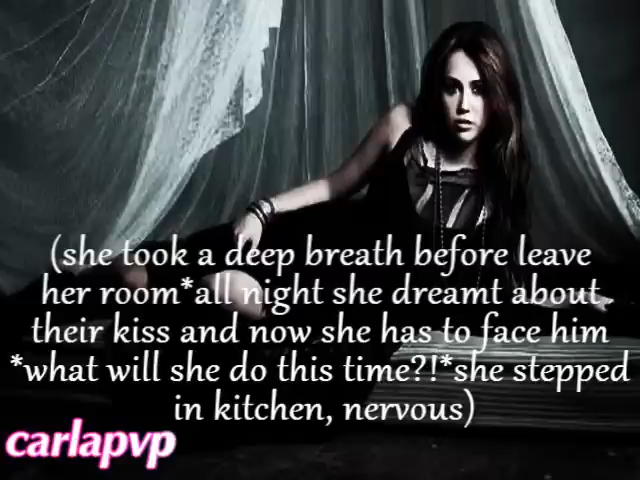 (she took a deep breath before leave
her room*all night she dreamt about
their kiss and now she has to face him
*what will she do this time?!*she stepped
in kitchen, nervous)
carlapvp